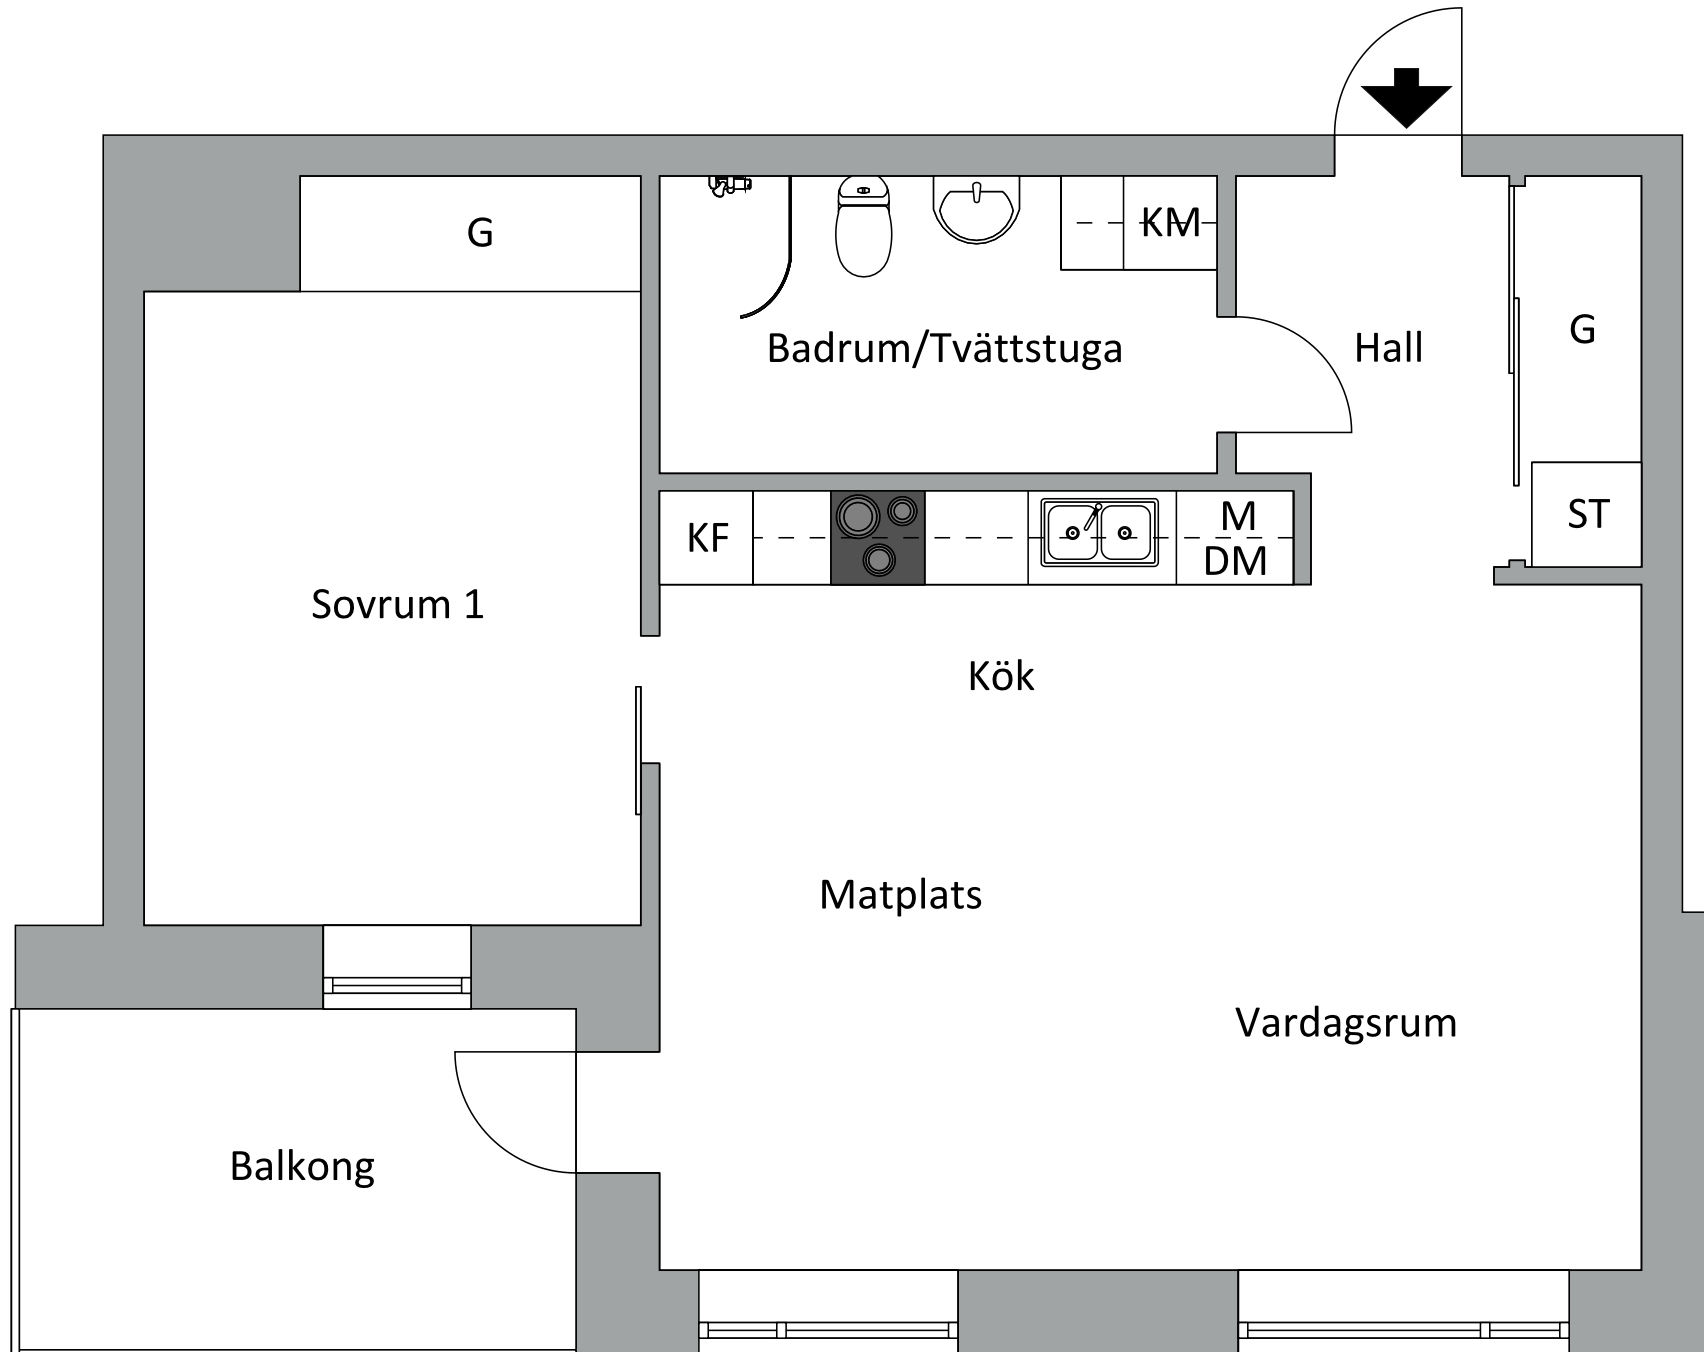 G
KM
Badrum/Tvättstuga
Hall
G
KF
M
DM
ST
Sovrum 1
Kök
Matplats
Vardagsrum
Balkong